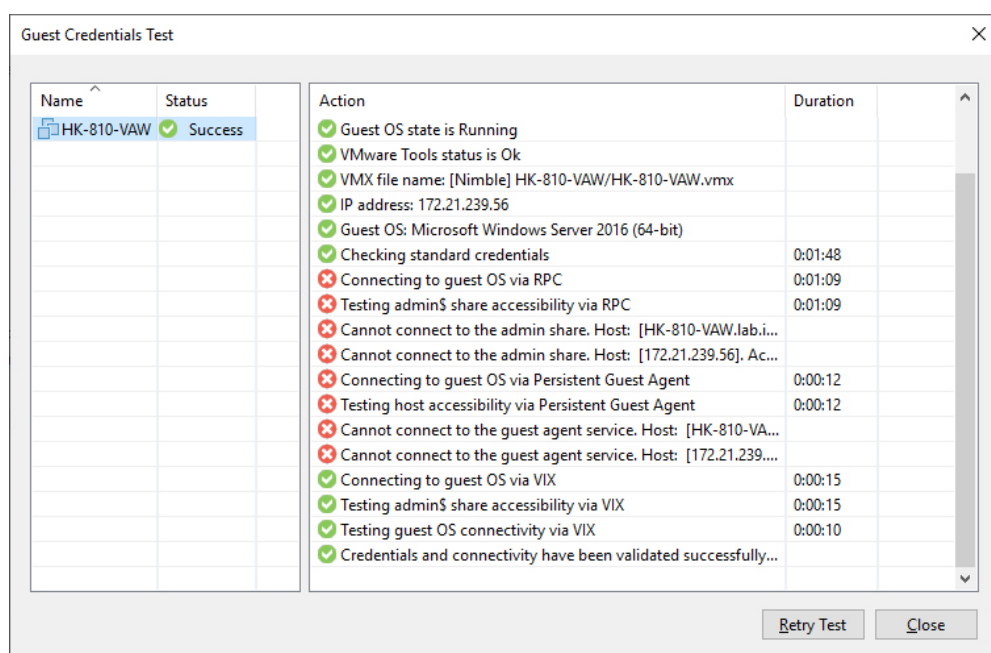 Guest Credentials Test
Name Status
HK-810-VAW Success
Action Duration
Guest OS state is Running
VMware Tools status is Ok
VMX file name: [Nimble] HK-810-VAW/HK-810-VAW.vmx
IP address: 172.21.239.56
Guest OS: Microsoft Windows Server 2016 (64-bit)
Checking standard credentials 0:01:48
Connecting to guest OS via RPC 0:01:09
Testing admin$ share accessibility via RPC 0:01:09
Cannot connect to the admin share. Host: [HK-810-VAW.lab.i...
Cannot connect to the admin share. Host: [172.21.239.56]. Ac...
Connecting to guest OS via Persistent Guest Agent 0:00:12
Testing host accessibility via Persistent Guest Agent 0:00:12
Cannot connect to the guest agent service. Host: [HK-810-VA...
Cannot connect to the guest agent service. Host: [172.21.239....
Connecting to guest OS via VIX 0:00:15
Testing admin$ share accessibility via VIX 0:00:15
Testing guest OS connectivity via VIX 0:00:10
Credentials and connectivity have been validated successfully...
Retry Test Close